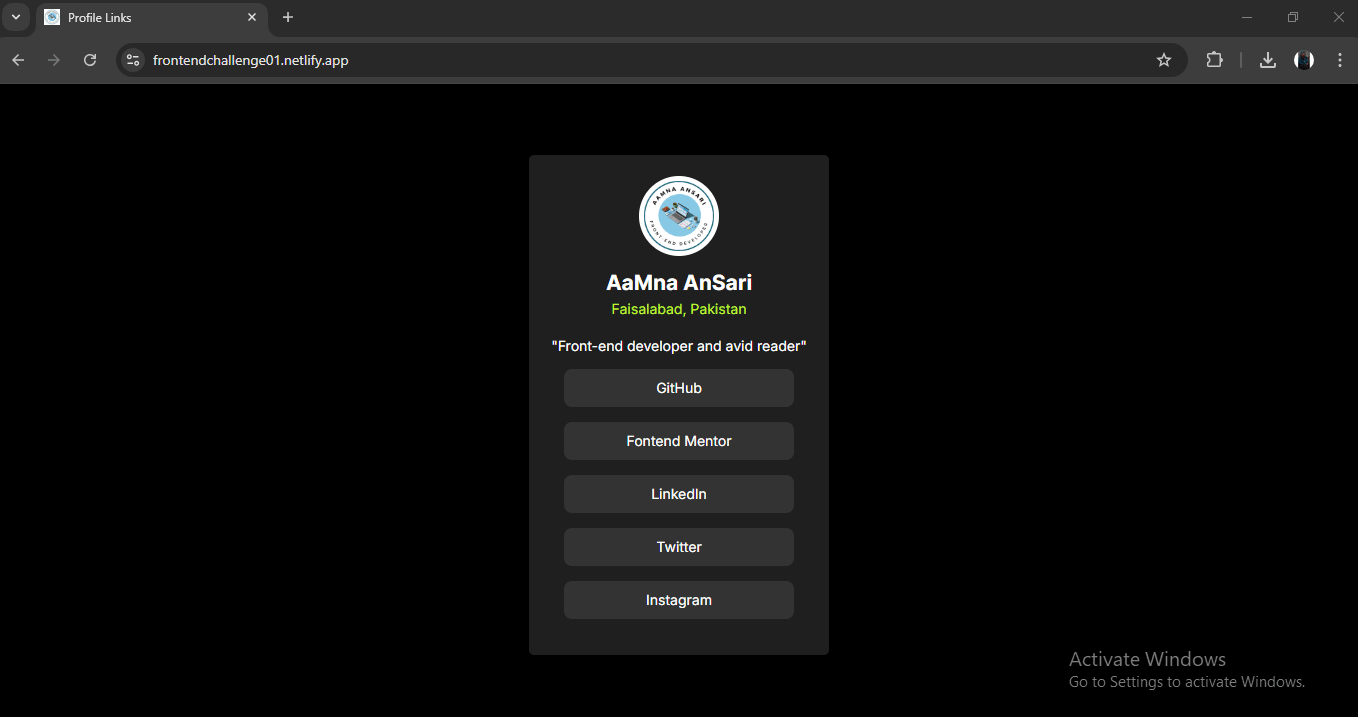 Profile Links
frontendchallenge01.netlify.app
AAMNA ANSARI
FRONT-END DEVELOPER
AaMna AnSari
Faisalabad, Pakistan
"Front-end developer and avid reader"
GitHub
Fontend Mentor
LinkedIn
Twitter
Instagram
Activate Windows
Go to Settings to activate Windows.